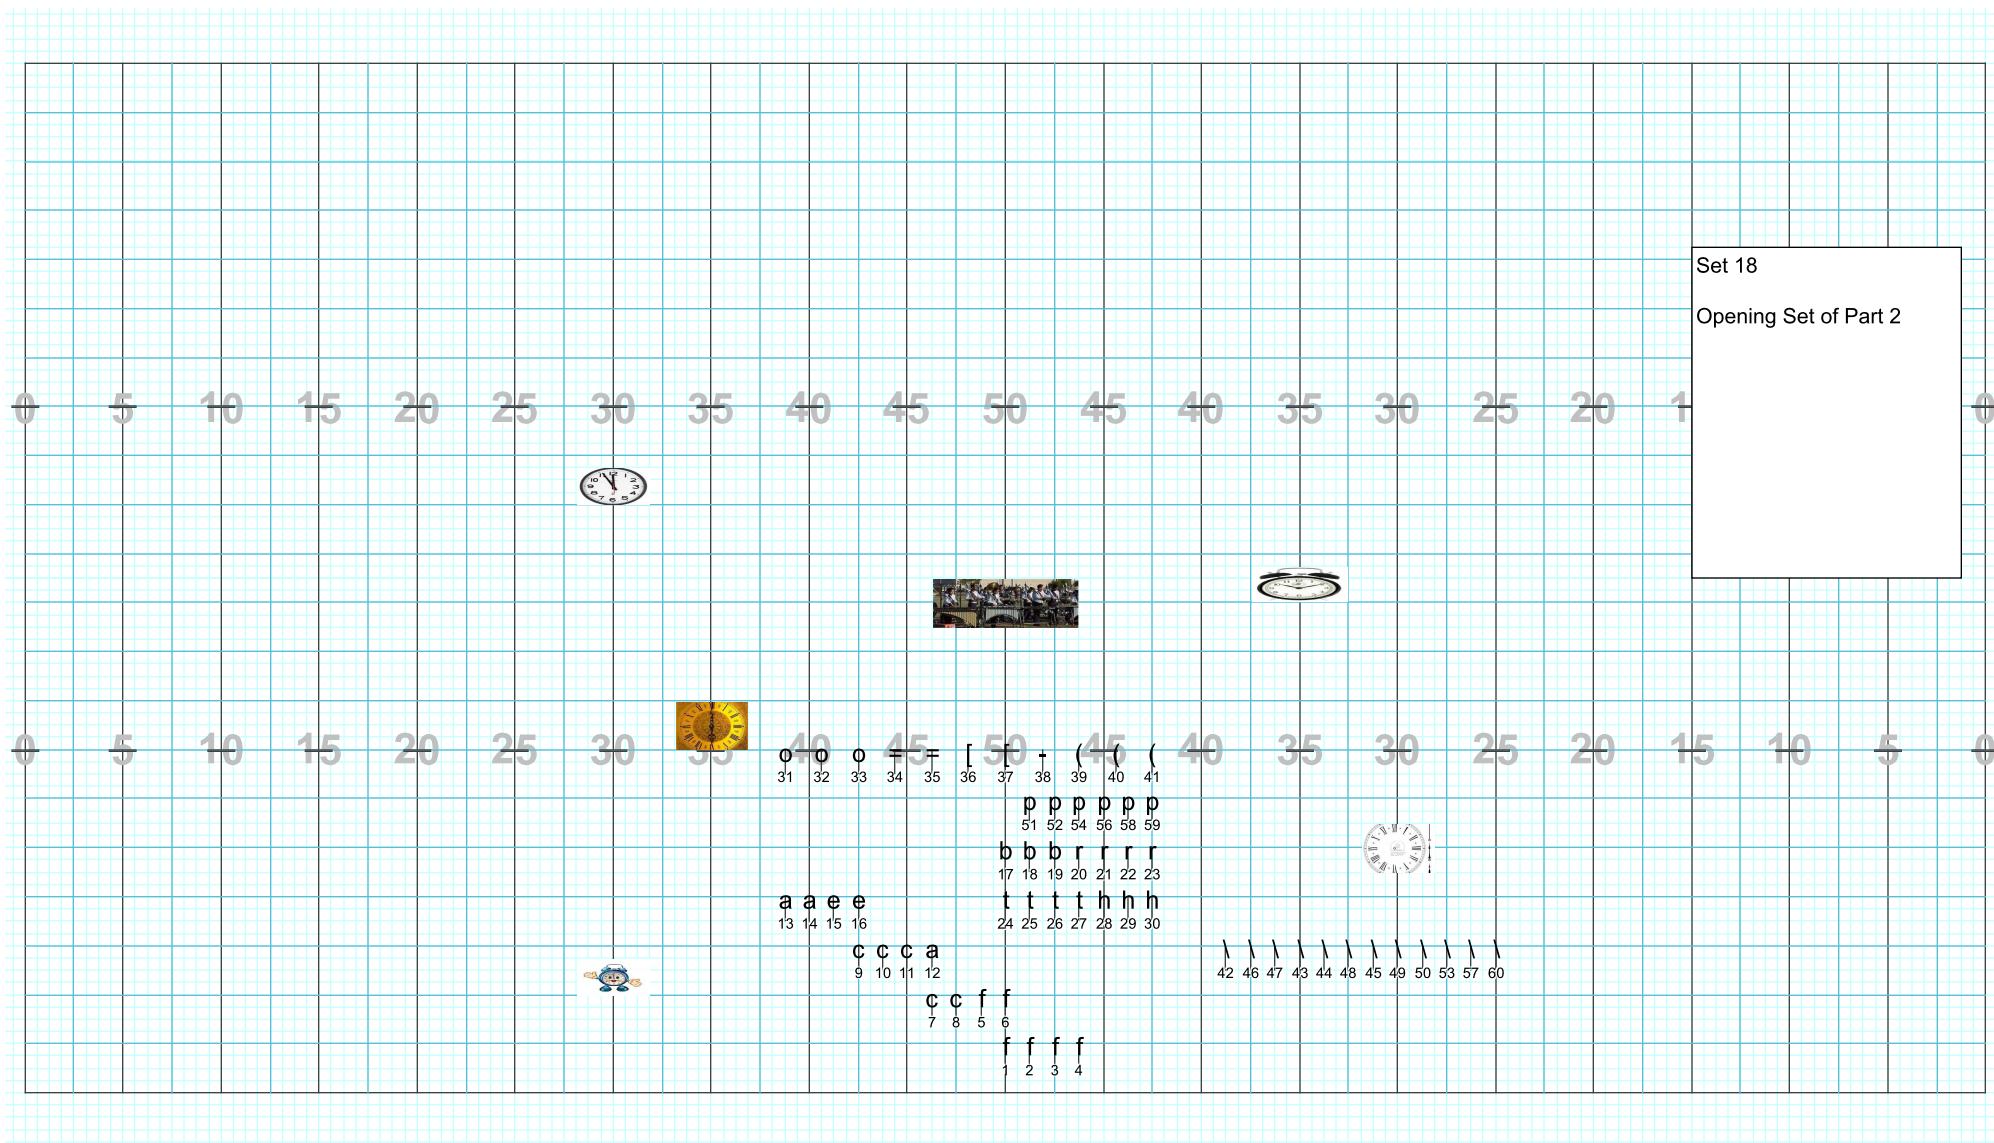 Set 18
Opening Set of Part 2
0 5 10 15 20 25 30 35 40 45 50 45 40 35 30 25 20 1 0
0 5 10 15 20 25 30 35 40 45 50 45 40 35 30 25 20 15 10 5 0
o o o = = [ [ - ( ( (
31 32 33 34 35 36 37 38 39 40 41
p p p p p p
51 52 54 56 58 59
b b b r r r r
17 18 19 20 21 22 23
a a e e t t t t h h h
13 14 15 16 24 25 26 27 28 29 30
c c c a \ \ \ \ \ \ \ \ \ \ \ \
9 10 11 12 42 46 47 43 44 48 45 49 50 53 57 60
c c f f
7 8 5 6
f f f f
1 2 3 4